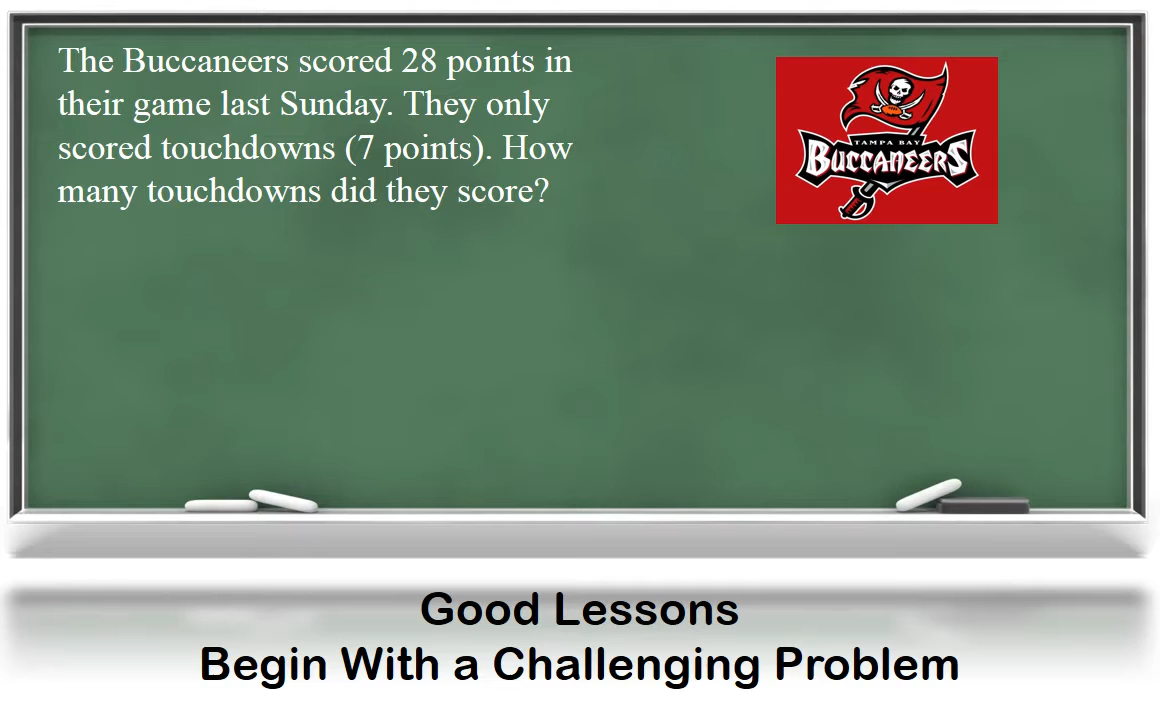 The Buccaneers scored 28 points in
their game last Sunday. They only
scored touchdowns (7 points). How
many touchdowns did they score?
TAMPA BAY
BUCCANEERS
Good Lessons
Begin With a Challenging Problem